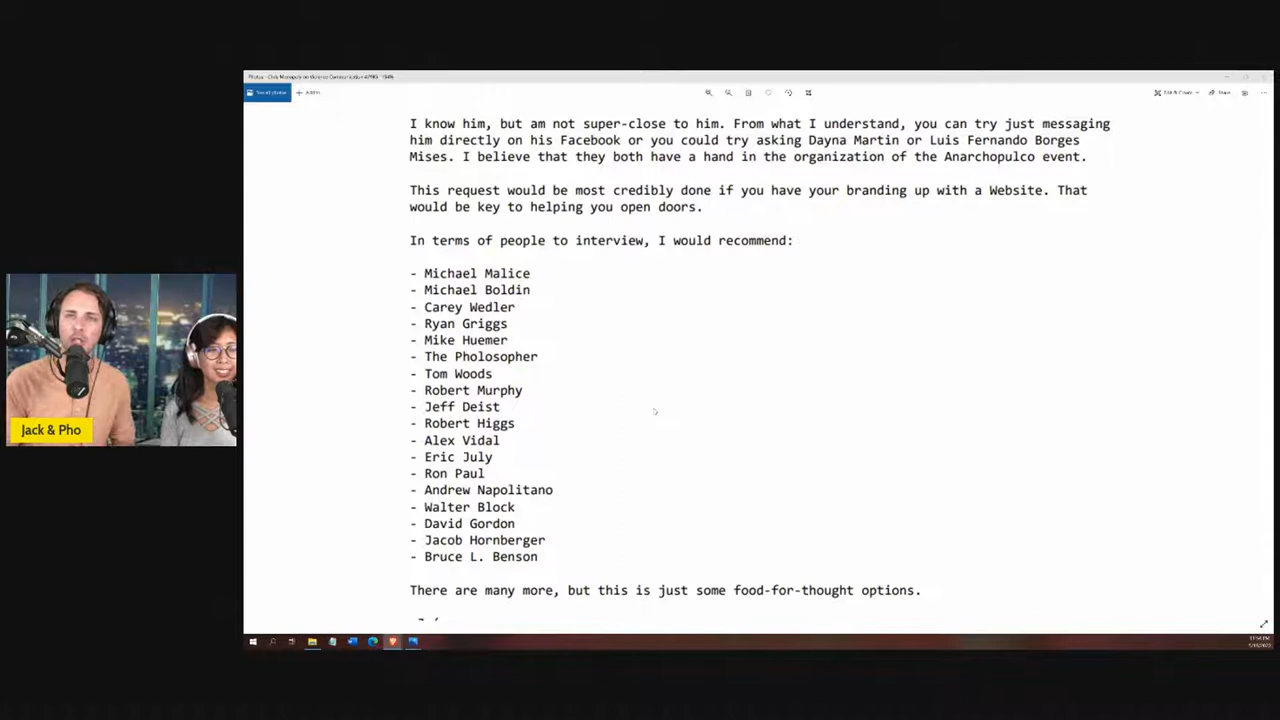 I know him, but am not super-close to him. From what I understand, you can try just messaging
him directly on his Facebook or you could try asking Dayna Martin or Luis Fernando Borges
Mises. I believe that they both have a hand in the organization of the Anarchopulco event.
This request would be most credibly done if you have your branding up with a Website. That
would be key to helping you open doors.
In terms of people to interview, I would recommend:
- Michael Malice
- Michael Boldin
- Carey Wedler
- Ryan Griggs
- Mike Huemer
- The Pholosopher
- Tom Woods
- Robert Murphy
- Jeff Deist
- Robert Higgs
- Alex Vidal
- Eric July
- Ron Paul
- Andrew Napolitano
- Walter Block
- David Gordon
- Jacob Hornberger
- Bruce L. Benson
There are many more, but this is just some food-for-thought options.
Jack & Pho